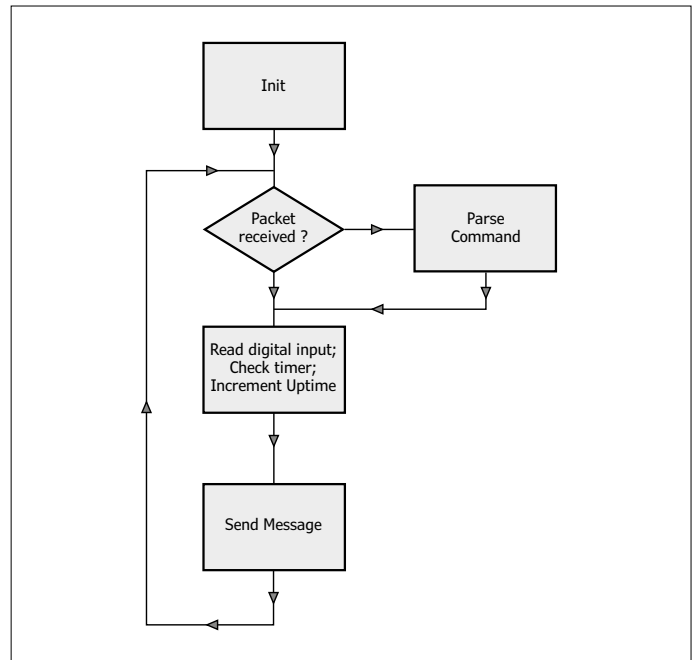 Init
Packet
received ?
Parse
Command
Read digital input;
Check timer;
Increment Uptime
Send Message